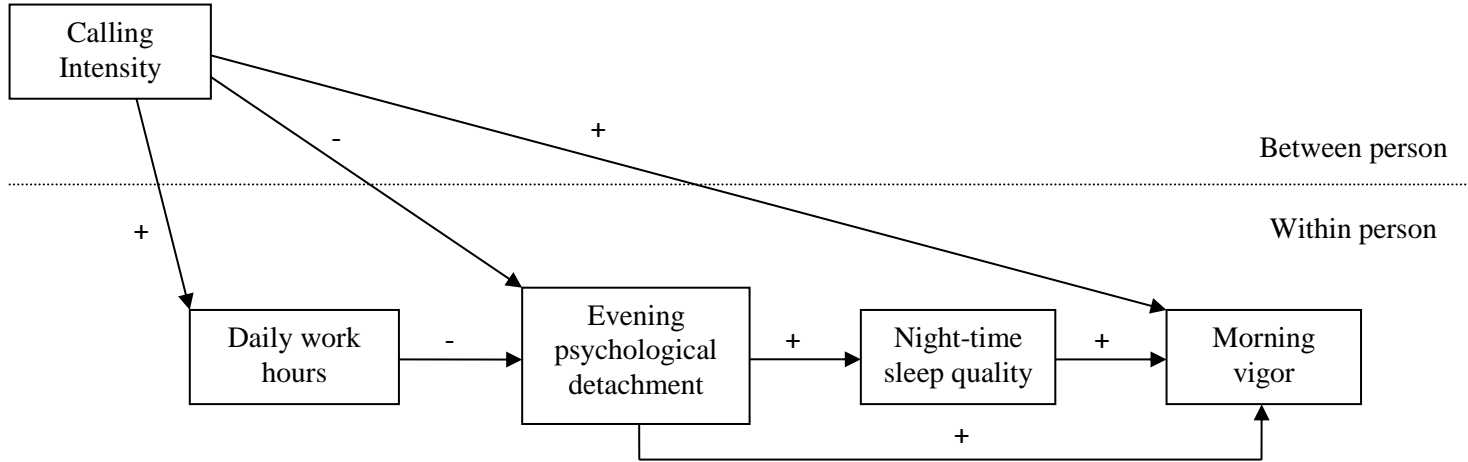 Calling
Intensity
-
+
Between person
+
Within person
Daily work
hours
-
Evening
psychological
detachment
+
Night-time
sleep quality
+
Morning
vigor
+